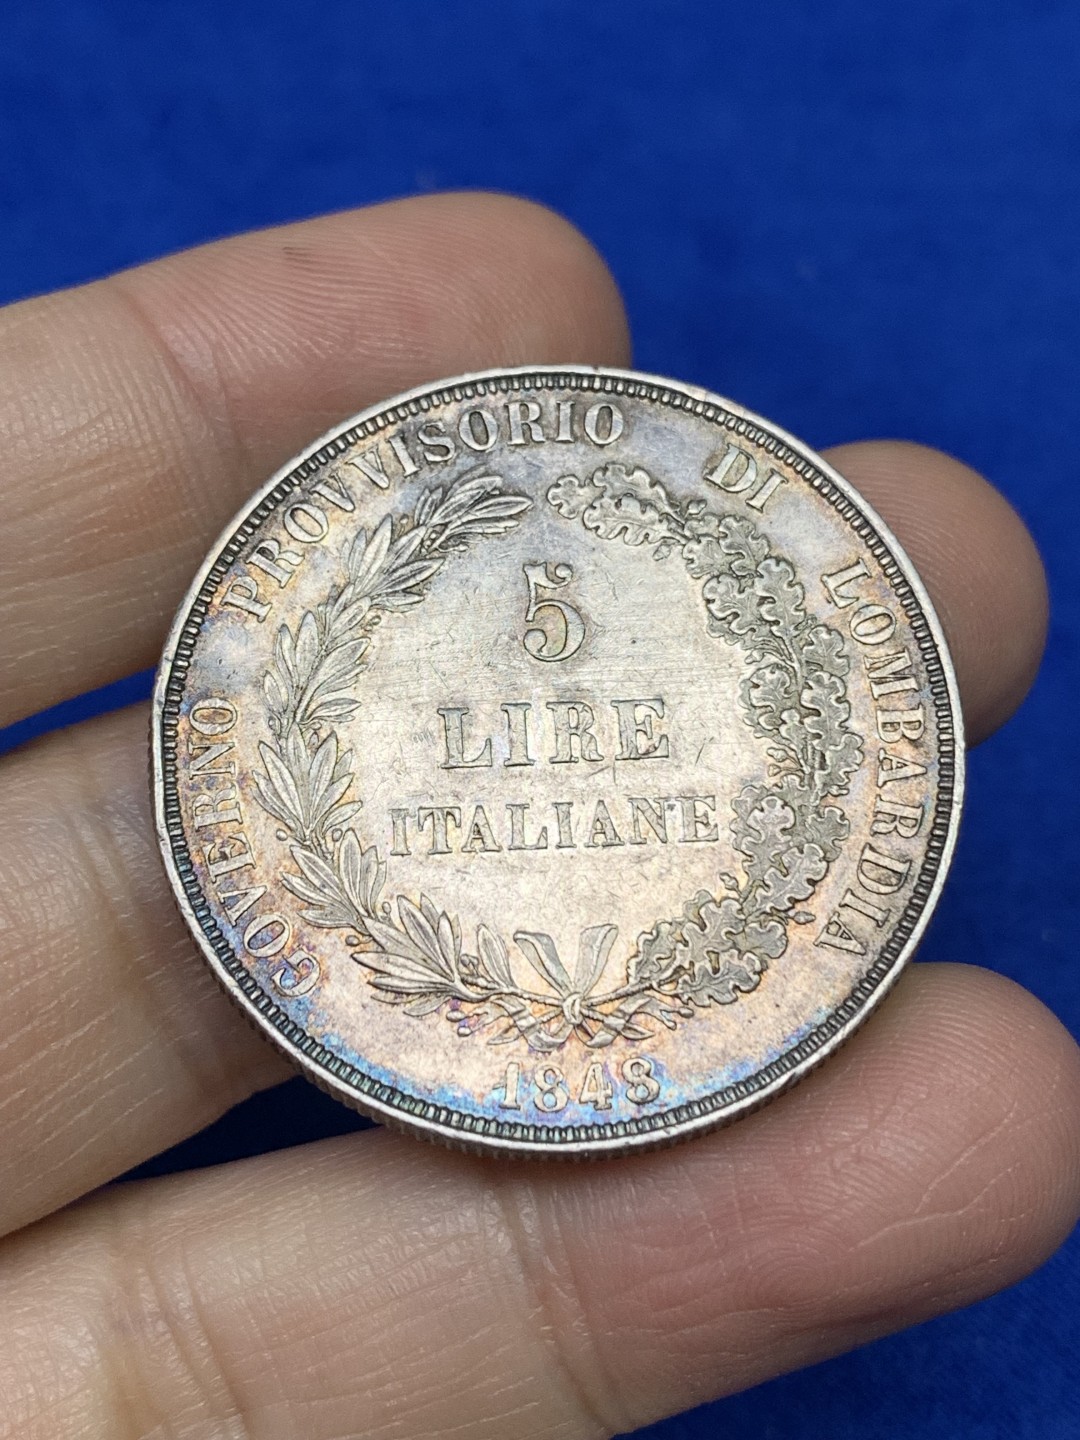 GOVERNO PROVVISORIO DI LOMBARDIA
5
LIRE
ITALIANE
1848